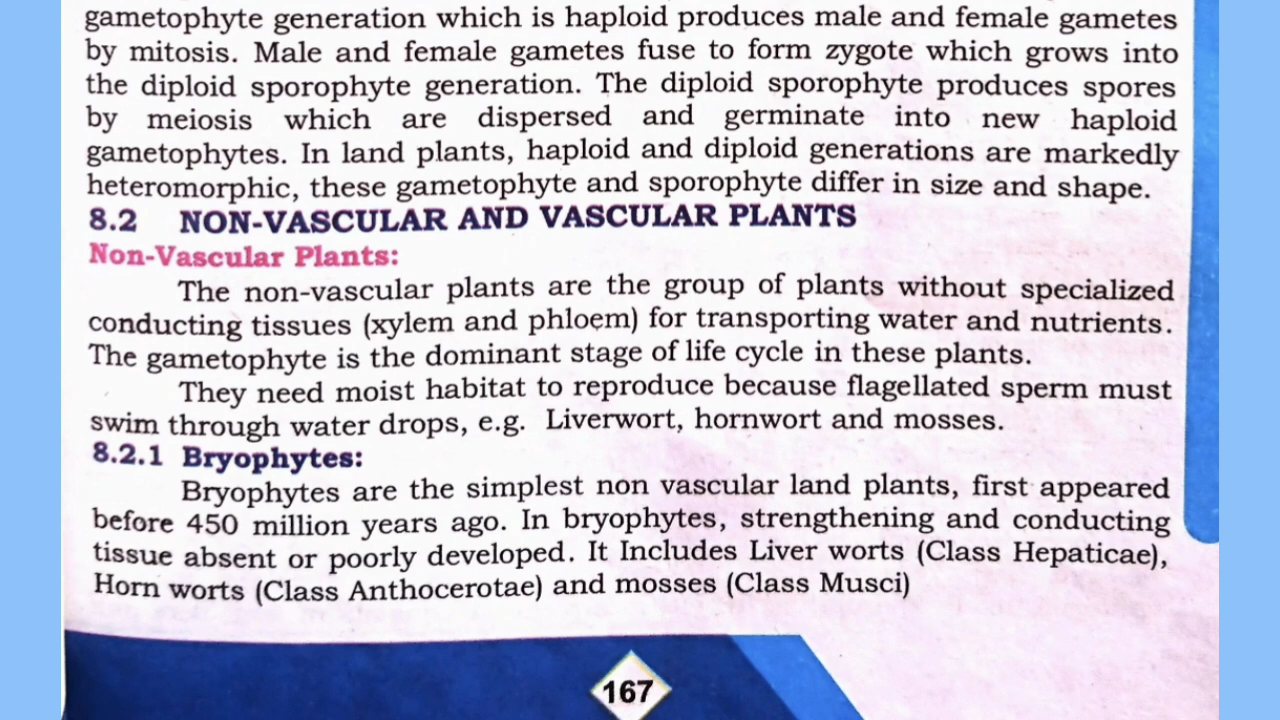 gametophyte generation which is haploid produces male and female gametes
by mitosis. Male and female gametes fuse to form zygote which grows into
the diploid sporophyte generation. The diploid sporophyte produces spores
by meiosis which are dispersed and germinate into new haploid
gametophytes. In land plants, haploid and diploid generations are markedly
heteromorphic, these gametophyte and sporophyte differ in size and shape.
8.2 NON-VASCULAR AND VASCULAR PLANTS
Non-Vascular Plants:
The non-vascular plants are the group of plants without specialized
conducting tissues (xylem and phloem) for transporting water and nutrients.
The gametophyte is the dominant stage of life cycle in these plants.
They need moist habitat to reproduce because flagellated sperm must
swim through water drops, e.g. Liverwort, hornwort and mosses.
8.2.1 Bryophytes:
Bryophytes are the simplest non vascular land plants, first appeared
before 450 million years ago. In bryophytes, strengthening and conducting
tissue absent or poorly developed. It Includes Liver worts (Class Hepaticae),
Horn worts (Class Anthocerotae) and mosses (Class Musci)
167